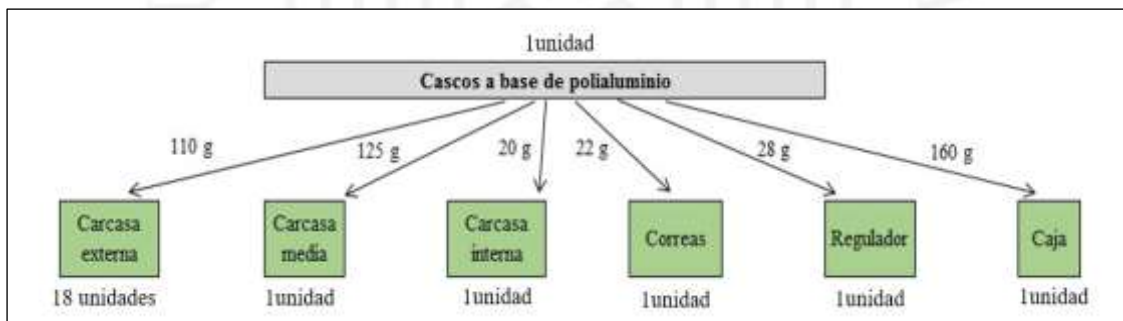 1unidad
Cascos a base de polialuminio
110 g
125 g
20 g
22 g
28 g
160 g
Carcasa
externa
Carcasa
media
Carcasa
interna
Correas
Regulador
Caja
18 unidades
1unidad
1unidad
1unidad
1unidad
1unidad